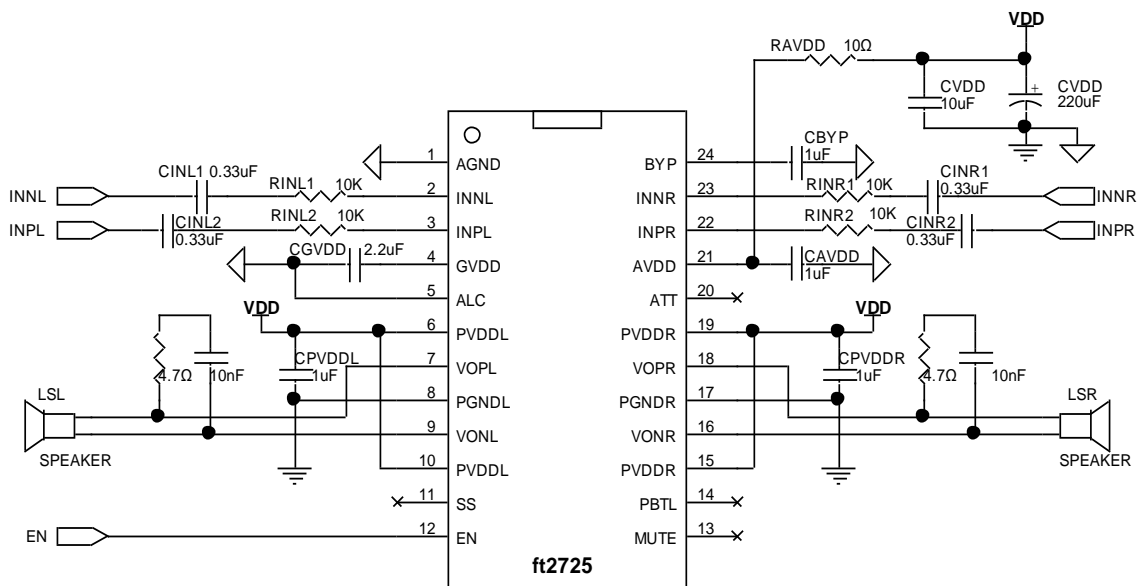 VDD
RAVDD 10Ω
CVDD
10uF
+
CVDD
220uF
1 AGND
BYP 24
CBYP
1uF
INNL
CINL1 0.33uF
RINL1 10K
2 INNL
INNR 23
RINR1 10K
CINR1
0.33uF
INNR
INPL
CINL2
0.33uF
RINL2 10K
3 INPL
INPR 22
RINR2 10K
CINR2
0.33uF
INPR
CGVDD 2.2uF
4 GVDD
AVDD 21
CAVDD
1uF
5 ALC
ATT 20
VDD
6 PVDDL
PVDDR 19
VDD
4.7Ω
10nF
CPVDDL
1uF
7 VOPL
VOPR 18
CPVDDR
1uF
4.7Ω
10nF
LSL
SPEAKER
8 PGNDL
PGNDR 17
9 VONL
VONR 16
LSR
SPEAKER
10 PVDDL
PVDDR 15
11 SS
PBTL 14
EN
12 EN
MUTE 13
ft2725